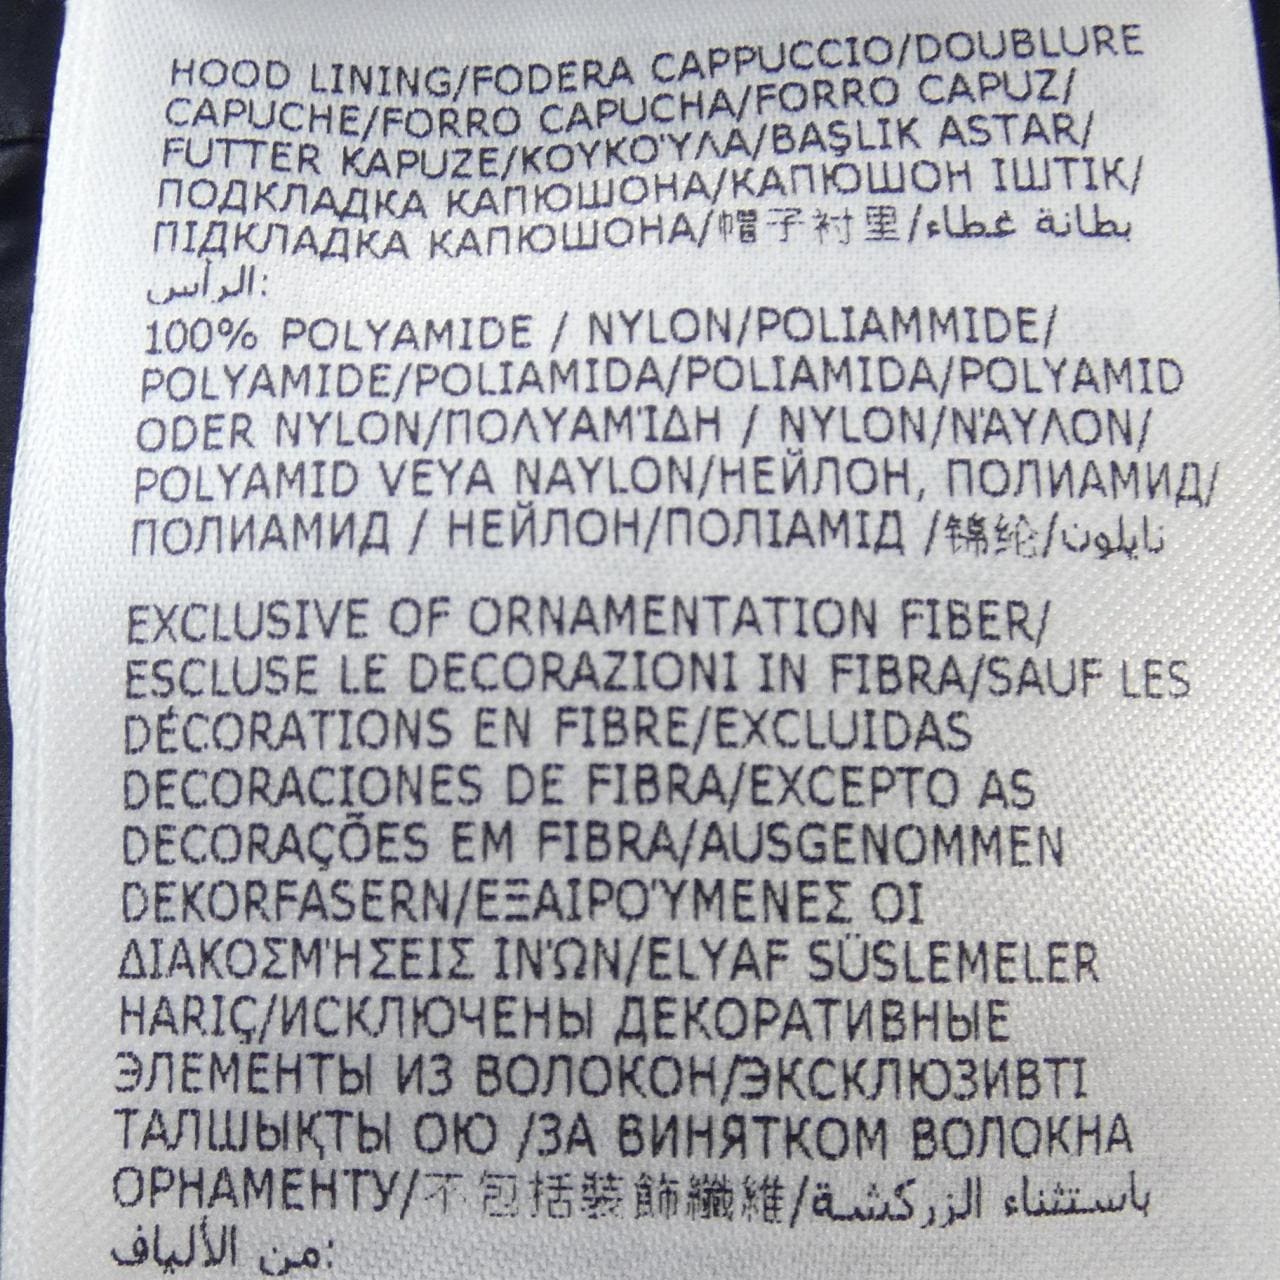 HOOD LINING/FODERA CAPPUCCIO/DOUBLURE
CAPUCHE/FORRO CAPUCHA/FORRO CAPUZ/
FUTTER KAPUZE/ΚΟΥΚΟΎΛΑ/BAŞLIK ASTAR/
ПОДКЛАДКА КАПЮШОНА/КАПЮШОН ІШТІК/
ПІДКЛАДКА КАПЮШОНА/帽子衬里/بطانة غطاء
الرأس:
100% POLYAMIDE / NYLON/POLIAMMIDE/
POLYAMIDE/POLIAMIDA/POLIAMIDA/POLYAMID
ODER NYLON/ΠΟΛΥΑΜΊΔΗ / NYLON/ΝΆΥΛΟΝ/
POLYAMID VEYA NAYLON/НЕЙЛОН, ПОЛИАМИД/
ПОЛИАМИД / НЕЙЛОН/ПОЛІАМІД /锦纶/نايلون
EXCLUSIVE OF ORNAMENTATION FIBER/
ESCLUSE LE DECORAZIONI IN FIBRA/SAUF LES
DÉCORATIONS EN FIBRE/EXCLUIDAS
DECORACIONES DE FIBRA/EXCEPTO AS
DECORAÇÕES EM FIBRA/AUSGENOMMEN
DEKORFASERN/ΕΞΑΙΡΟΎΜΕΝΕΣ ΟΙ
ΔΙΑΚΟΣΜΉΣΕΙΣ ΙΝΏΝ/ELYAF SÜSLEMELER
HARIÇ/ИСКЛЮЧЕНЫ ДЕКОРАТИВНЫЕ
ЭЛЕМЕНТЫ ИЗ ВОЛОКОН/ЭКСКЛЮЗИВТІ
ТАЛШЫҚТЫ ОЮ /ЗА ВИНЯТКОМ ВОЛОКНА
ОРНАМЕНТУ/不包括装飾纖維/باستثناء الزركشة
من الألياف: